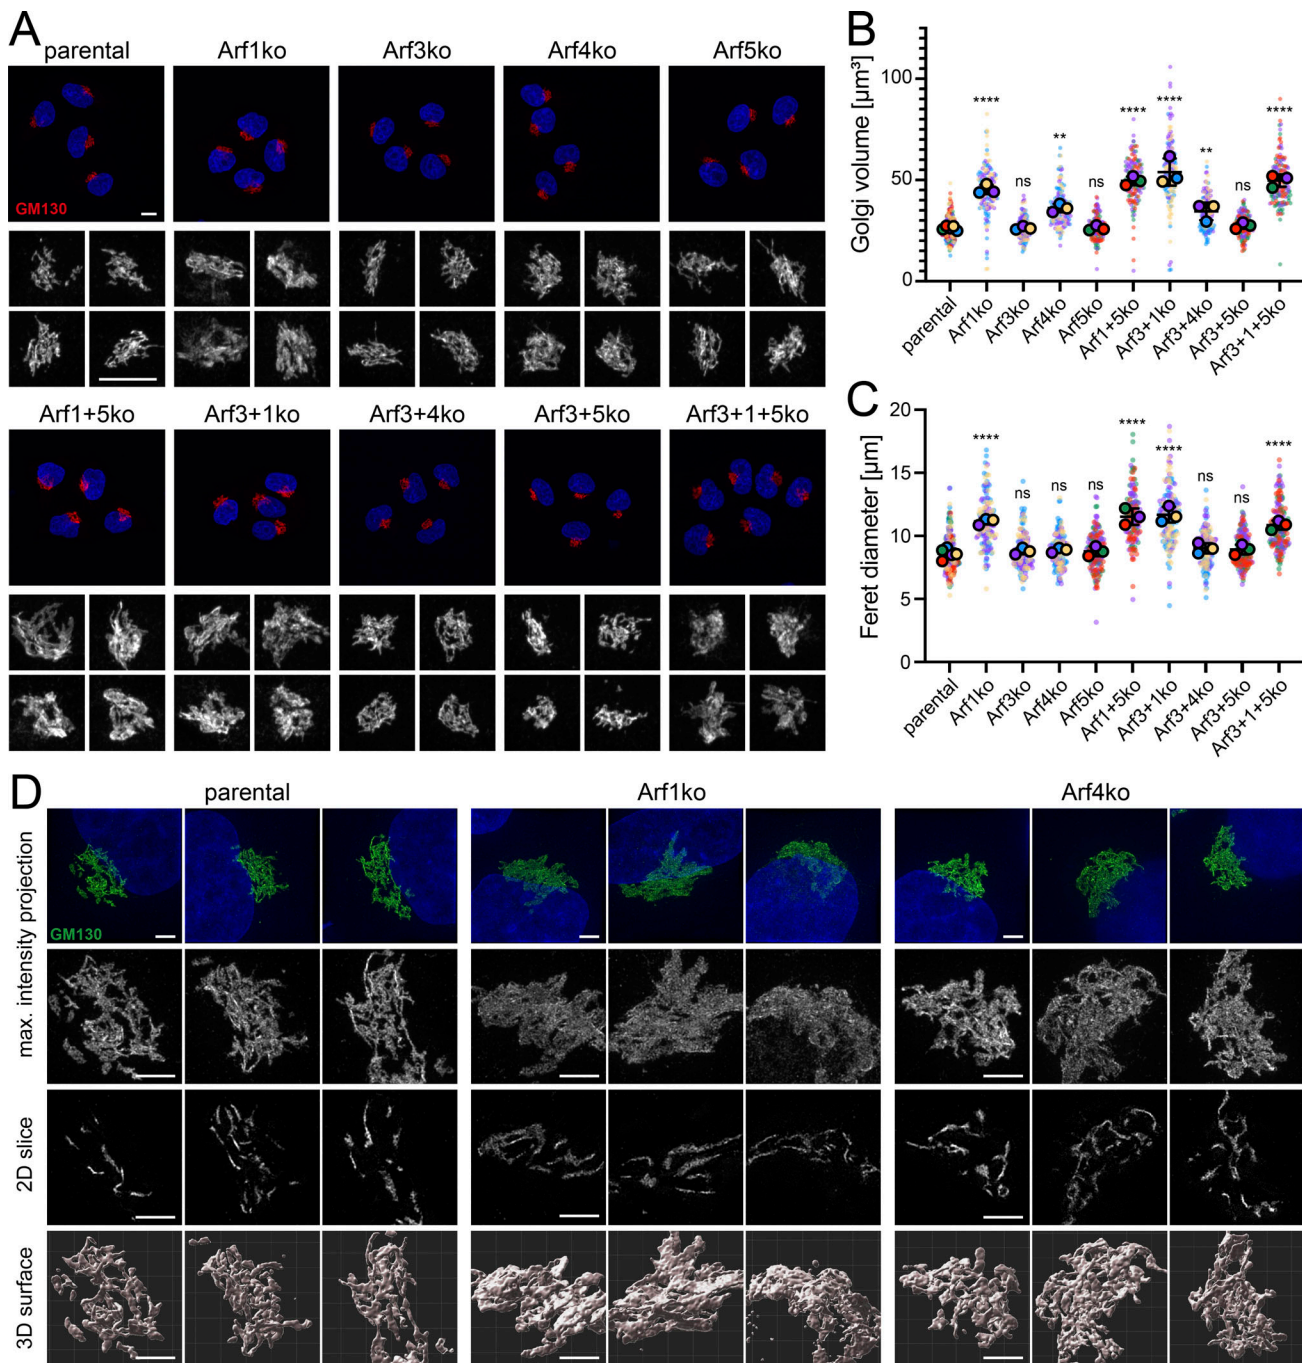 A
parental
Arf1ko
Arf3ko
Arf4ko
Arf5ko
GM130
Arf1+5ko
Arf3+1ko
Arf3+4ko
Arf3+5ko
Arf3+1+5ko
B
Golgi volume [µm³]
100
50
0
****
ns
**
ns
****
****
**
ns
****
parental
Arf1ko
Arf3ko
Arf4ko
Arf5ko
Arf1+5ko
Arf3+1ko
Arf3+4ko
Arf3+5ko
Arf3+1+5ko
C
Feret diameter [µm]
20
15
10
5
0
****
ns
ns
ns
****
****
ns
ns
****
parental
Arf1ko
Arf3ko
Arf4ko
Arf5ko
Arf1+5ko
Arf3+1ko
Arf3+4ko
Arf3+5ko
Arf3+1+5ko
D
parental
Arf1ko
Arf4ko
GM130
max. intensity projection
2D slice
3D surface